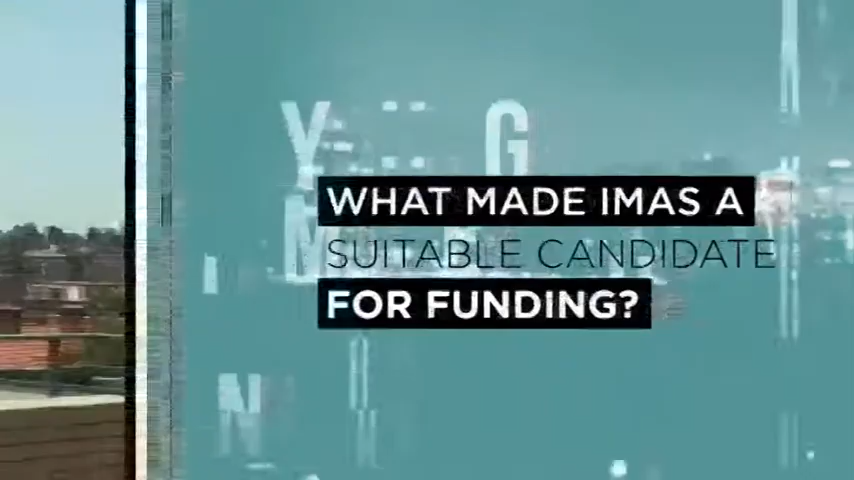 Y G
WHAT MADE IMAS A
SUITABLE CANDIDATE
FOR FUNDING?
N